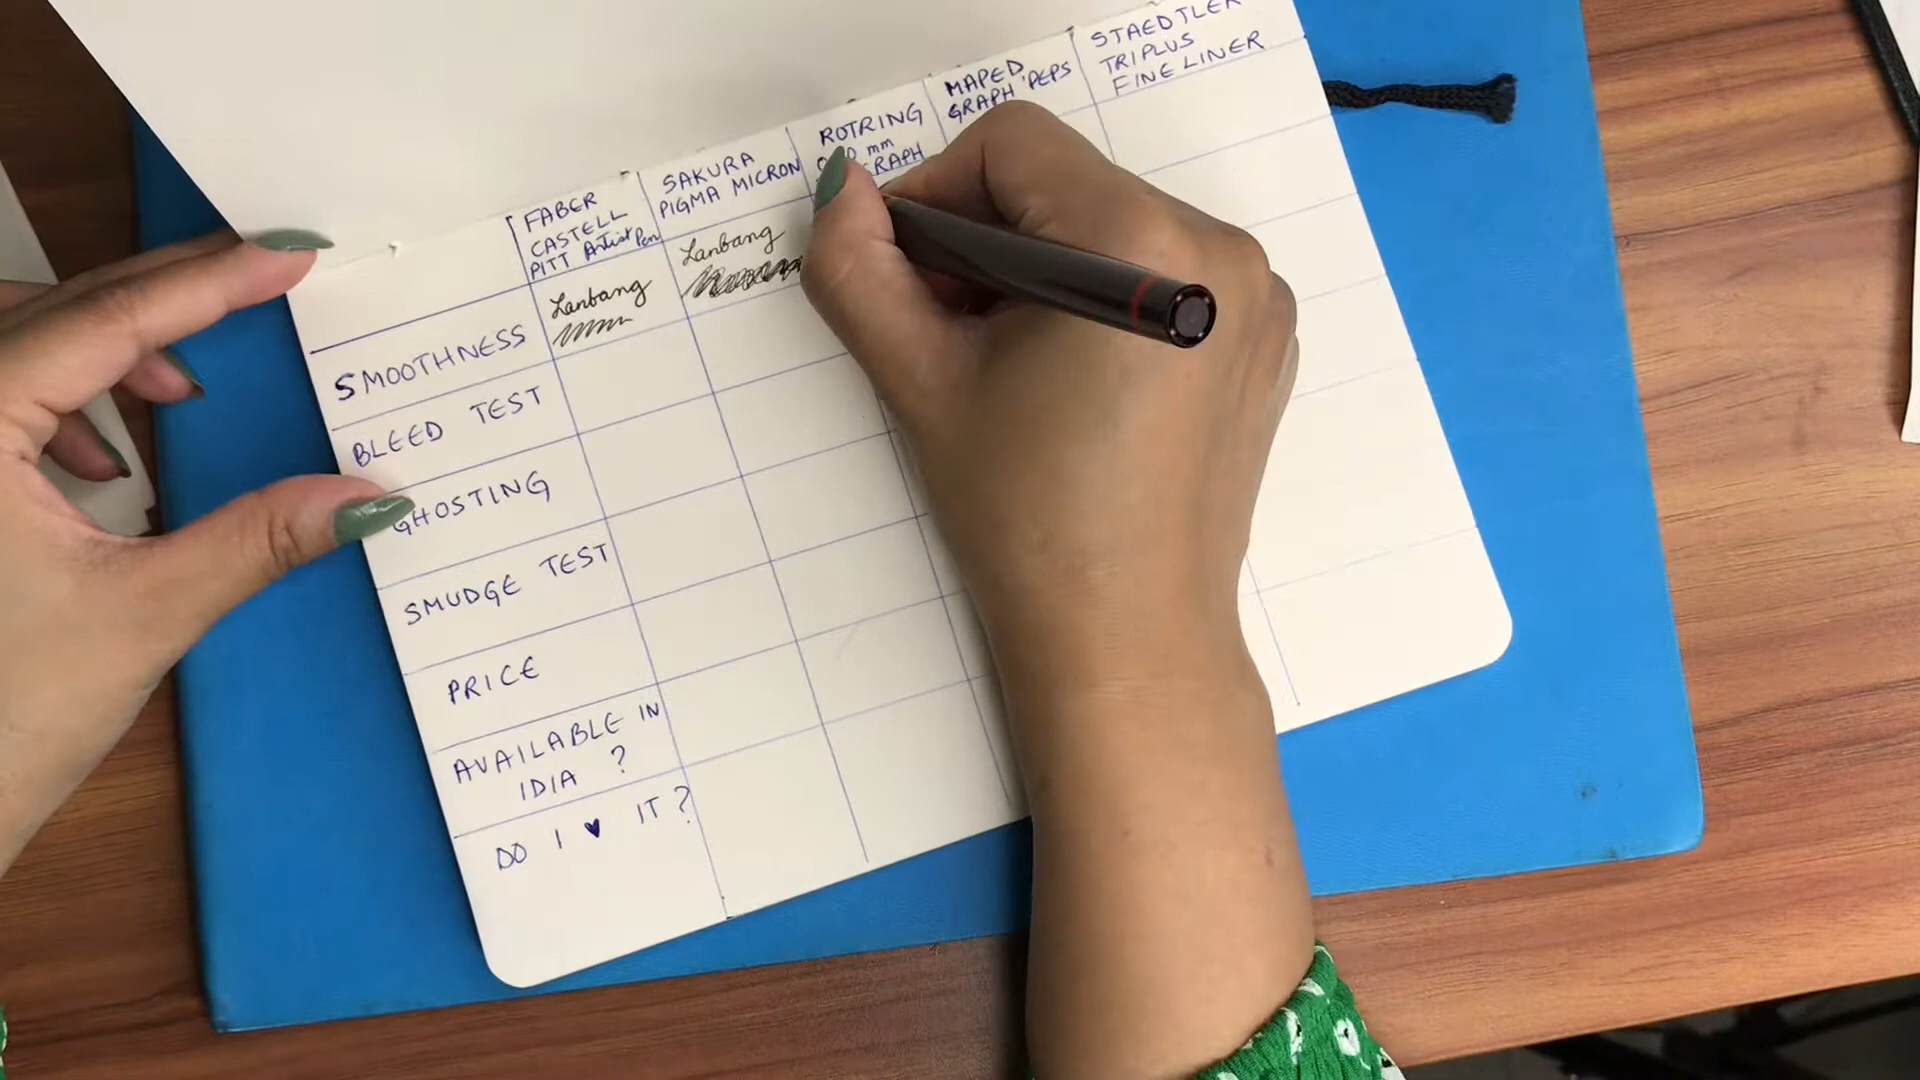 FABER
CASTELL
PITT Artist Pen
SAKURA
PIGMA MICRON
ROTRING
mm
MAPED
GRAPH 'PEPS
STAEDTLER
TRIPLUS
FINE LINER
SMOOTHNESS
Lanbang
Lanbang
BLEED TEST
GHOSTING
SMUDGE TEST
PRICE
AVAILABLE IN
IDIA ?
DO I ♥ IT ?